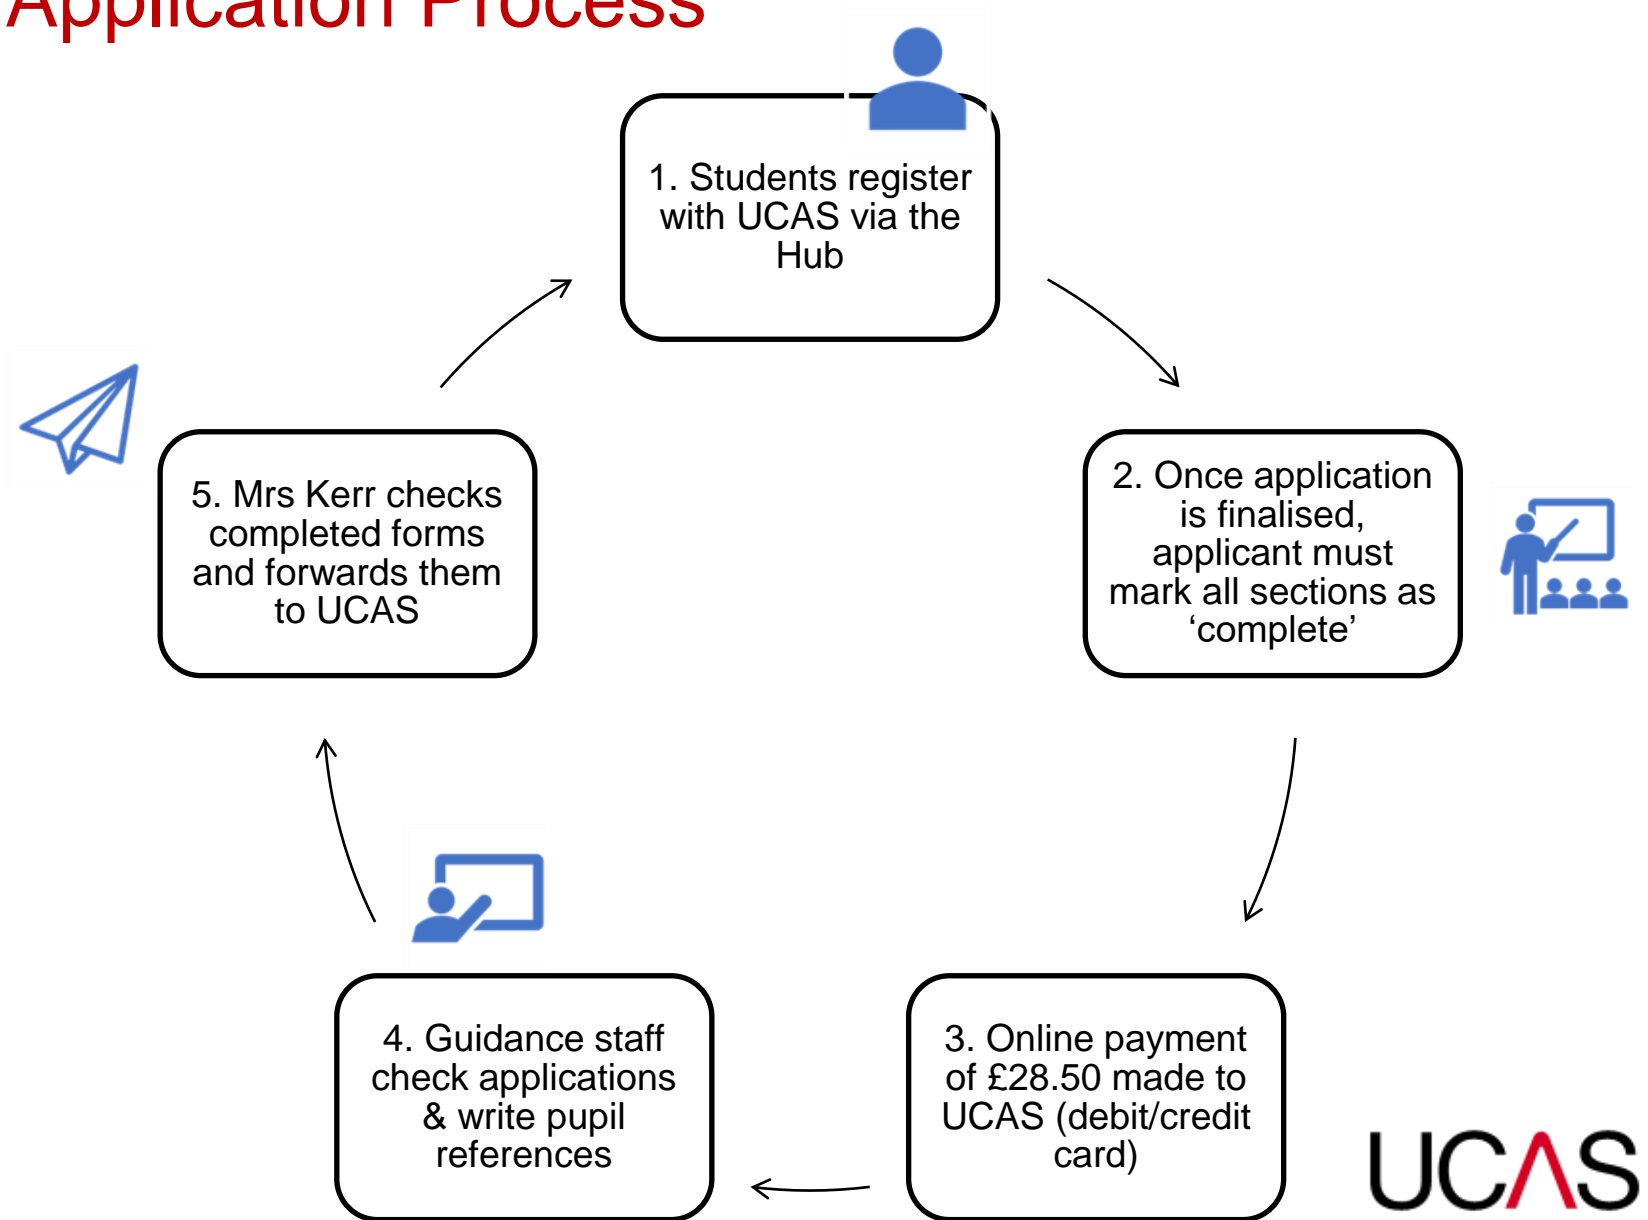 Application Process
1. Students register
with UCAS via the
Hub
2. Once application
is finalised,
applicant must
mark all sections as
‘complete’
3. Online payment
of £28.50 made to
UCAS (debit/credit
card)
4. Guidance staff
check applications
& write pupil
references
5. Mrs Kerr checks
completed forms
and forwards them
to UCAS
UCAS